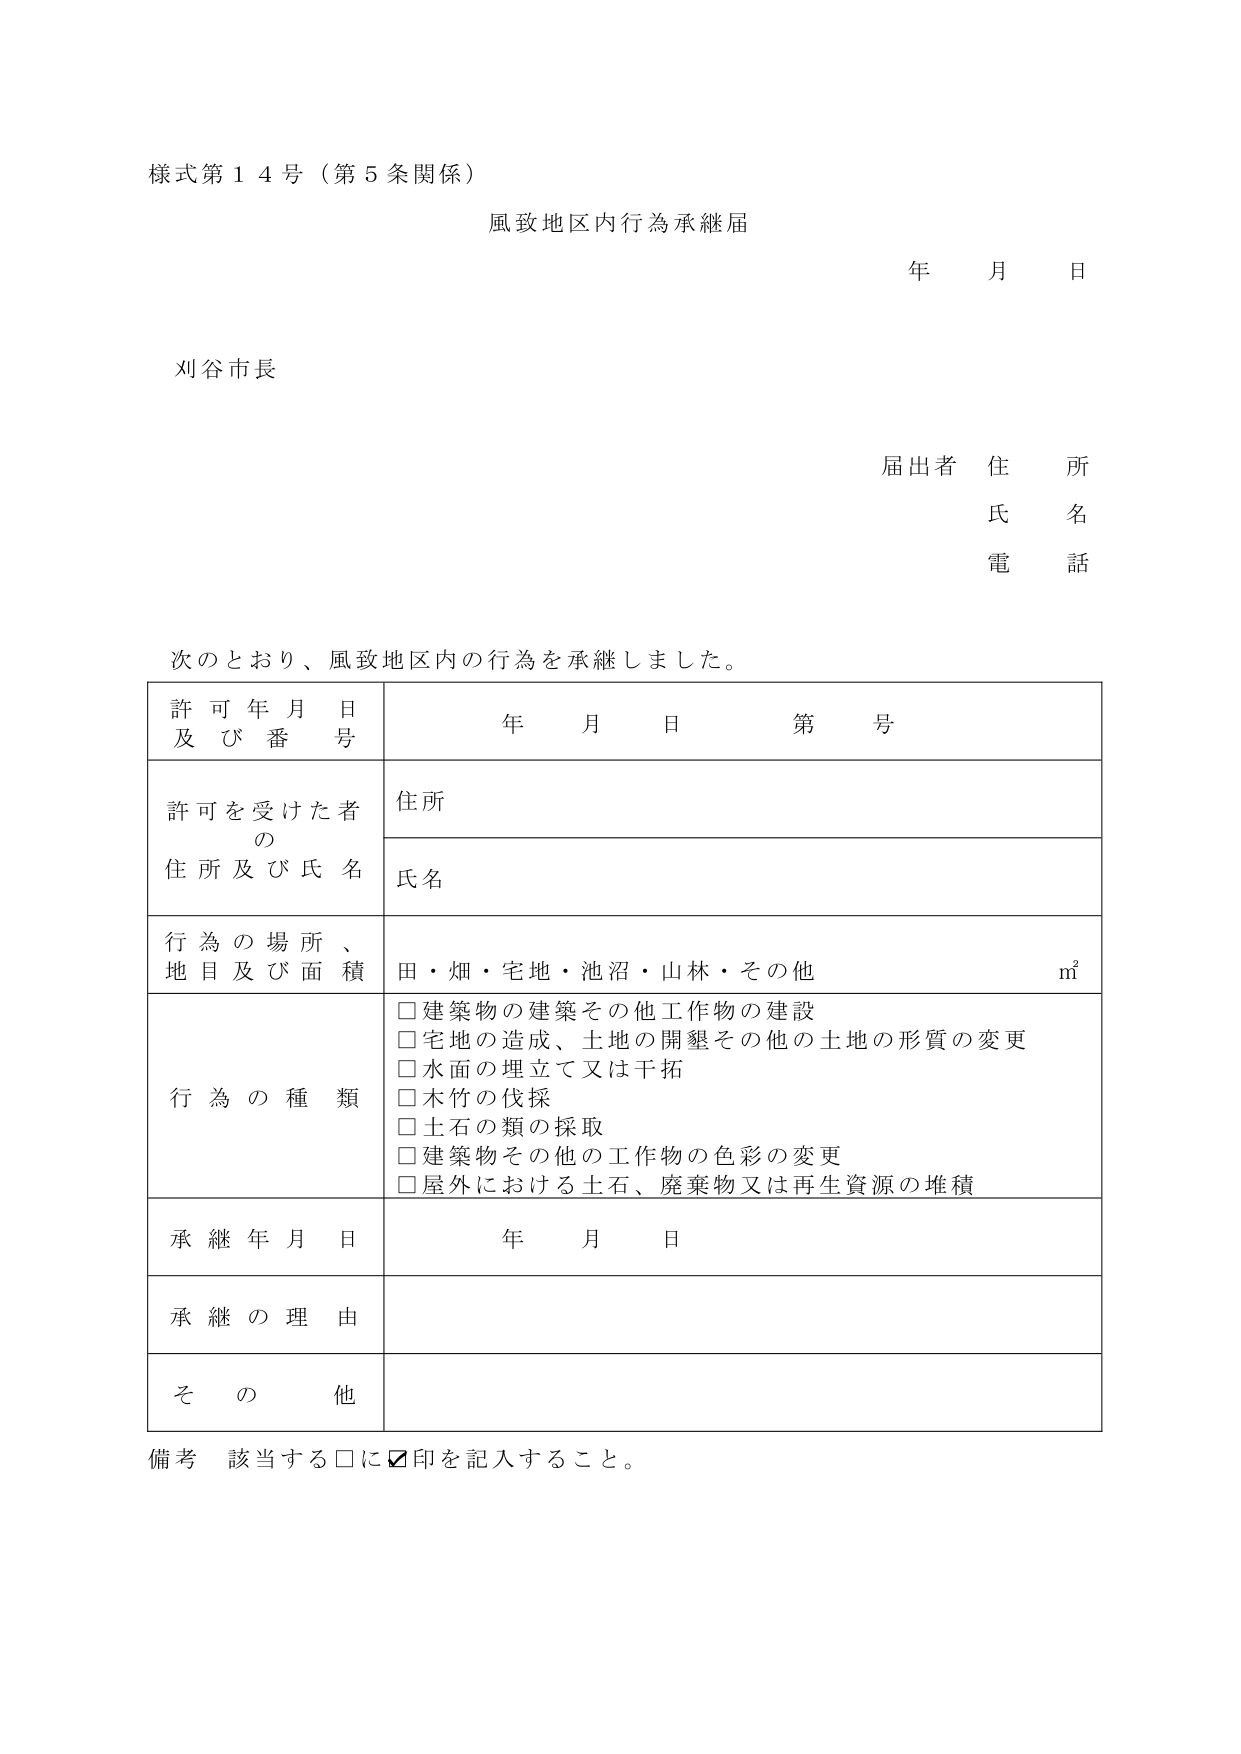 様式第１４号（第５条関係）
風致地区内行為承継届
年　　月　　日
刈谷市長
届出者　住　　所
氏　　名
電　　話
次のとおり、風致地区内の行為を承継しました。
許可年月日
及び番号
年　　月　　日　　　　第　　号
許可を受けた者
の
住所及び氏名
住所
氏名
行為の場所、
地目及び面積
田・畑・宅地・池沼・山林・その他　　　　　　　　　㎡
行為の種類
□建築物の建築その他工作物の建設
□宅地の造成、土地の開墾その他の土地の形質の変更
□水面の埋立て又は干拓
□木竹の伐採
□土石の類の採取
□建築物その他の工作物の色彩の変更
□屋外における土石、廃棄物又は再生資源の堆積
承継年月日
年　　月　　日
承継の理由
その他
備考　該当する□に☑印を記入すること。